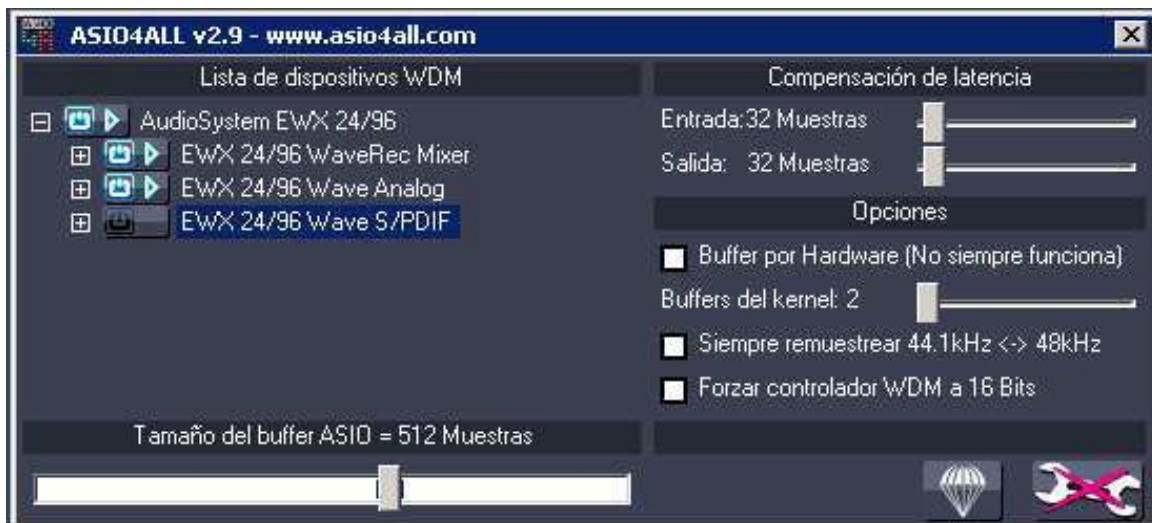 ASIO4ALL v2.9 - www.asio4all.com
Lista de dispositivos WDM
AudioSystem EWX 24/96
EWX 24/96 WaveRec Mixer
EWX 24/96 Wave Analog
EWX 24/96 Wave S/PDIF
Tamaño del buffer ASIO = 512 Muestras
Compensación de latencia
Entrada: 32 Muestras
Salida: 32 Muestras
Opciones
Buffer por Hardware (No siempre funciona)
Buffers del kernel: 2
Siempre remuestrear 44.1kHz <-> 48kHz
Forzar controlador WDM a 16 Bits